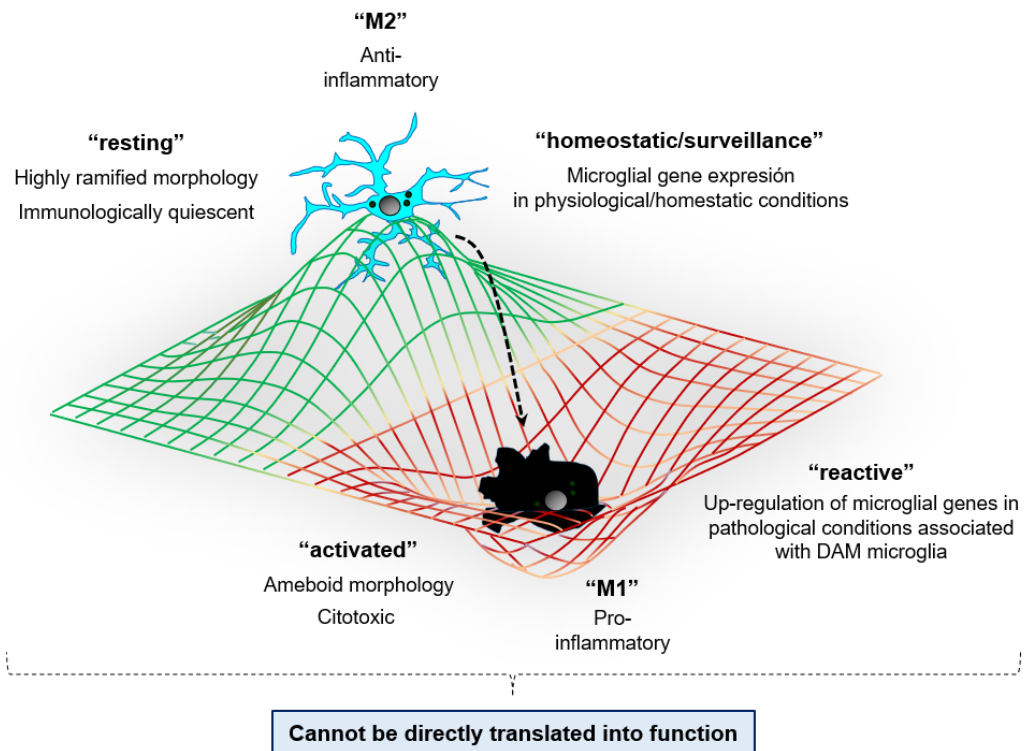 “M2”
Anti-
inflammatory
“resting”
Highly ramified morphology
Immunologically quiescent
“homeostatic/surveillance”
Microglial gene expresión
in physiological/homestatic conditions
“reactive”
Up-regulation of microglial genes in
pathological conditions associated
with DAM microglia
“activated”
Ameboid morphology
Citotoxic
“M1”
Pro-
inflammatory
Cannot be directly translated into function